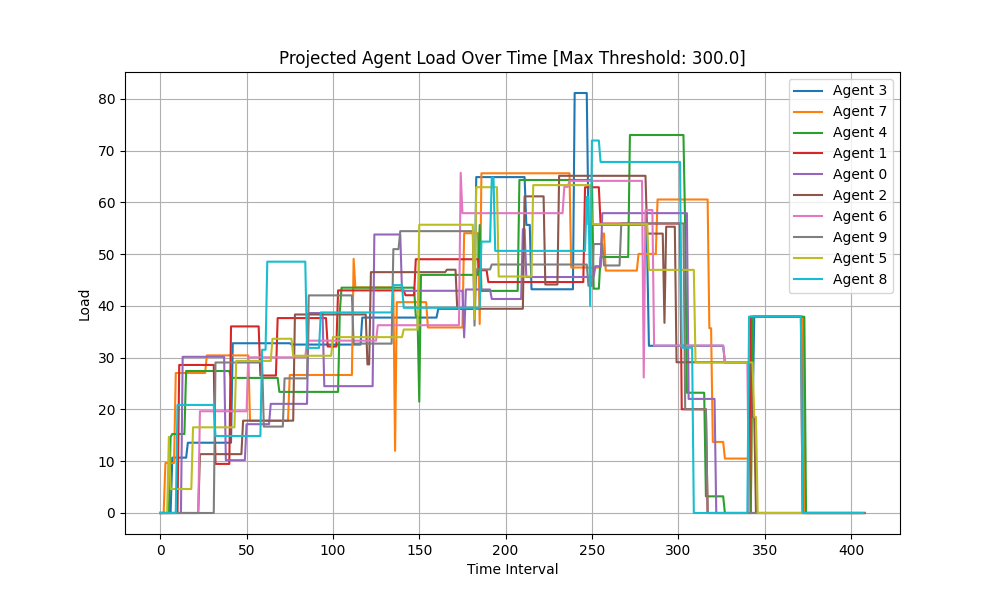 Projected Agent Load Over Time [Max Threshold: 300.0]
Load
80
70
60
50
40
30
20
10
0
0 50 100 150 200 250 300 350 400
Time Interval
Agent 3
Agent 7
Agent 4
Agent 1
Agent 0
Agent 2
Agent 6
Agent 9
Agent 5
Agent 8